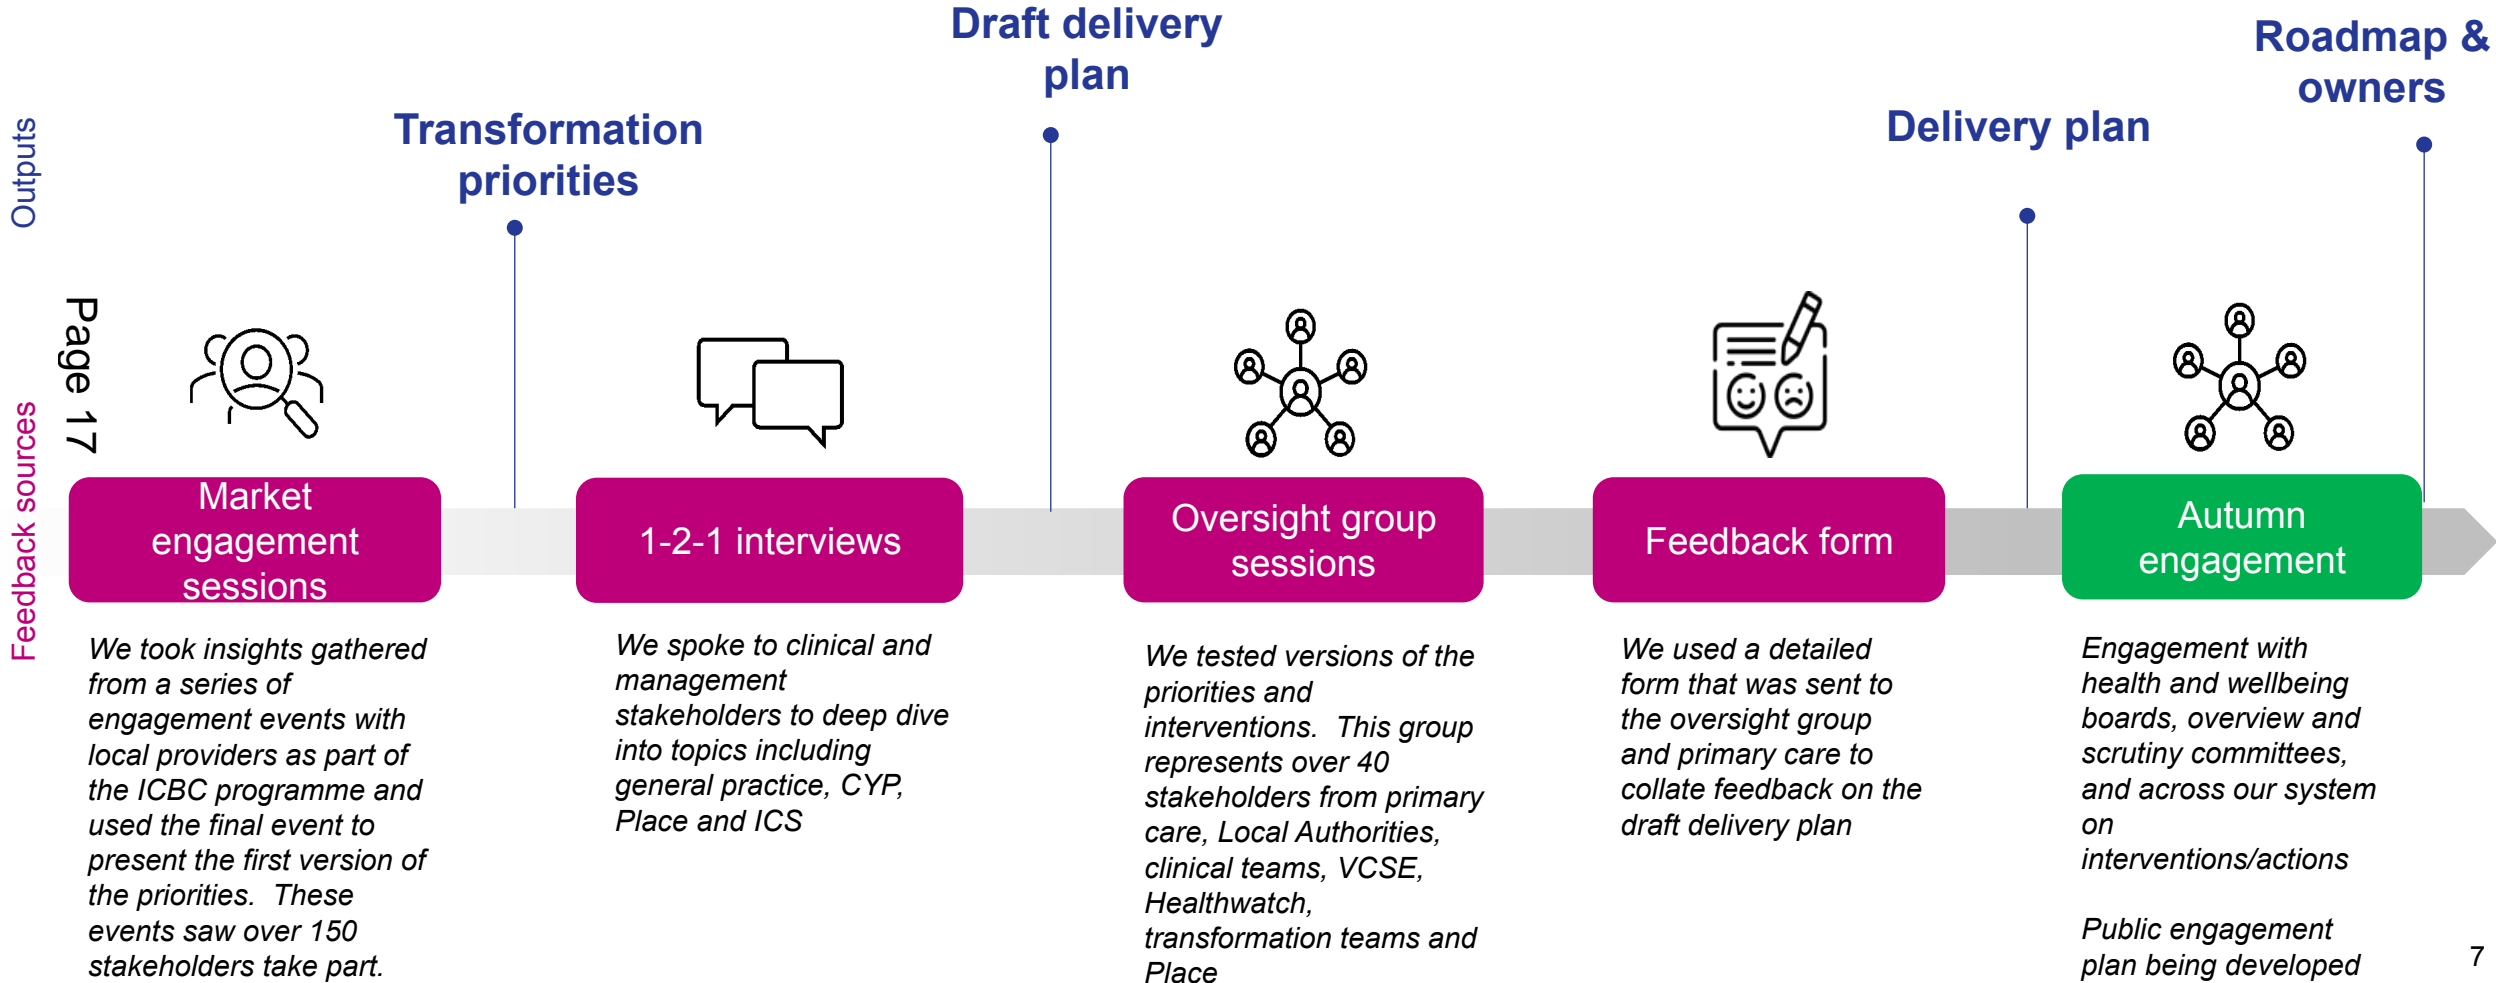 Outputs
Transformation
priorities
Draft delivery
plan
Delivery plan
Roadmap &
owners
Page 17
Feedback sources
Market
engagement
sessions
We took insights gathered
from a series of
engagement events with
local providers as part of
the ICBC programme and
used the final event to
present the first version of
the priorities.  These
events saw over 150
stakeholders take part.
1-2-1 interviews
We spoke to clinical and
management
stakeholders to deep dive
into topics including
general practice, CYP,
Place and ICS
Oversight group
sessions
We tested versions of the
priorities and
interventions.  This group
represents over 40
stakeholders from primary
care, Local Authorities,
clinical teams, VCSE,
Healthwatch,
transformation teams and
Place
Feedback form
We used a detailed
form that was sent to
the oversight group
and primary care to
collate feedback on the
draft delivery plan
Autumn
engagement
Engagement with
health and wellbeing
boards, overview and
scrutiny committees,
and across our system
on
interventions/actions
Public engagement
plan being developed
7